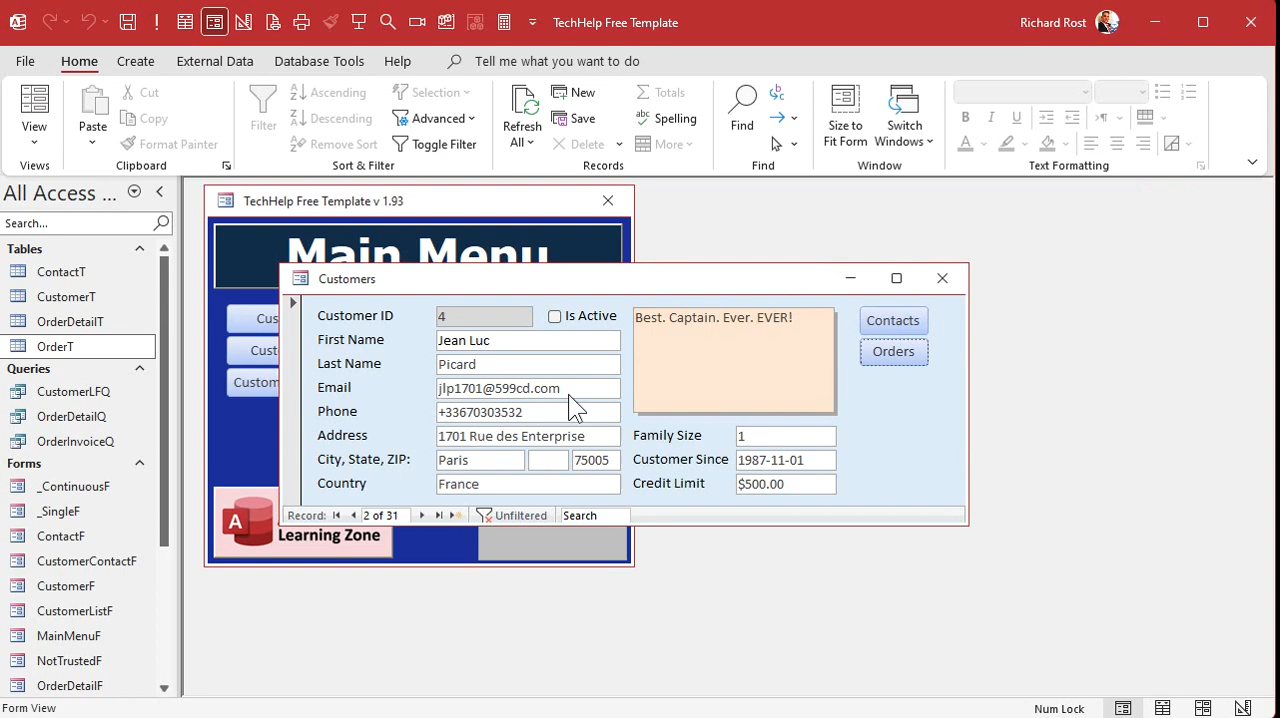 TechHelp Free Template
Richard Rost
File Home Create External Data Database Tools Help Tell me what you want to do
View
Views
Paste
Cut
Copy
Format Painter
Clipboard
Filter
Ascending
Descending
Remove Sort
Selection
Advanced
Toggle Filter
Sort & Filter
Refresh
All
New
Save
Delete
Totals
Spelling
More
Records
Find
Find
Size to
Fit Form
Switch
Windows
Window
B I U
A
Text Formatting
All Access ...
Search...
Tables
ContactT
CustomerT
OrderDetailT
OrderT
Queries
CustomerLFQ
OrderDetailQ
OrderInvoiceQ
Forms
_ContinuousF
_SingleF
ContactF
CustomerContactF
CustomerF
CustomerListF
MainMenuF
NotTrustedF
OrderDetailF
TechHelp Free Template v 1.93
Main Menu
Cus
Cust
Custom
A
Learning Zone
Customers
Customer ID 4 Is Active
First Name Jean Luc
Last Name Picard
Email jlp1701@599cd.com
Phone +33670303532
Address 1701 Rue des Enterprise
City, State, ZIP: Paris 75005
Country France
Best. Captain. Ever. EVER!
Family Size 1
Customer Since 1987-11-01
Credit Limit $500.00
Contacts
Orders
Record: 2 of 31 Unfiltered Search
Form View
Num Lock